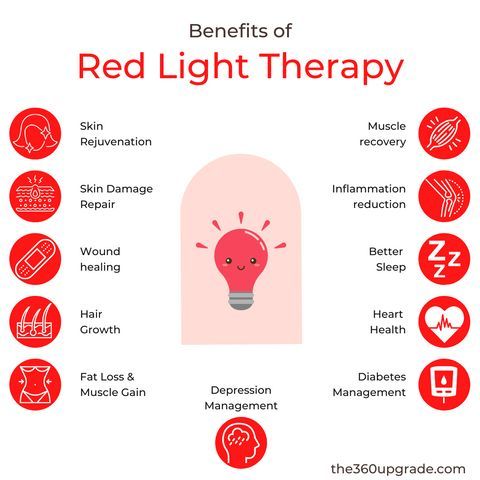 Benefits of
Red Light Therapy
Skin
Rejuvenation
Skin Damage
Repair
Wound
healing
Hair
Growth
Fat Loss &
Muscle Gain
Muscle
recovery
Inflammation
reduction
Better
Sleep
ZZZ
Heart
Health
Diabetes
Management
Depression
Management
the360upgrade.com